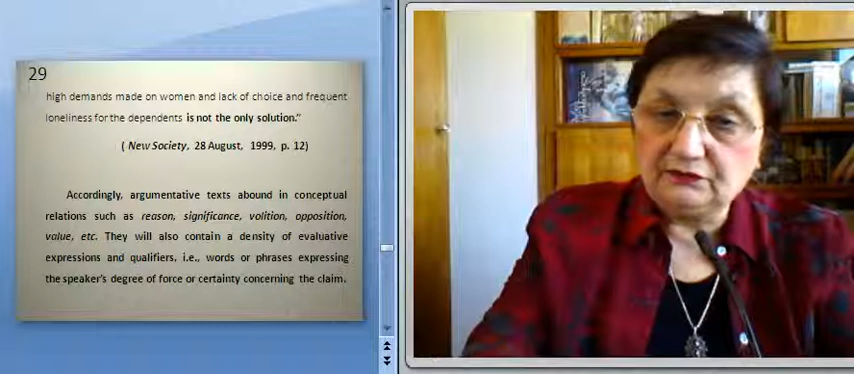 29
high demands made on women and lack of choice and frequent
loneliness for the dependents is not the only solution."
( New Society, 28 August, 1999, p. 12)
Accordingly, argumentative texts abound in conceptual
relations such as reason, significance, volition, opposition,
value, etc. They will also contain a density of evaluative
expressions and qualifiers, i.e., words or phrases expressing
the speaker's degree of force or certainty concerning the claim.